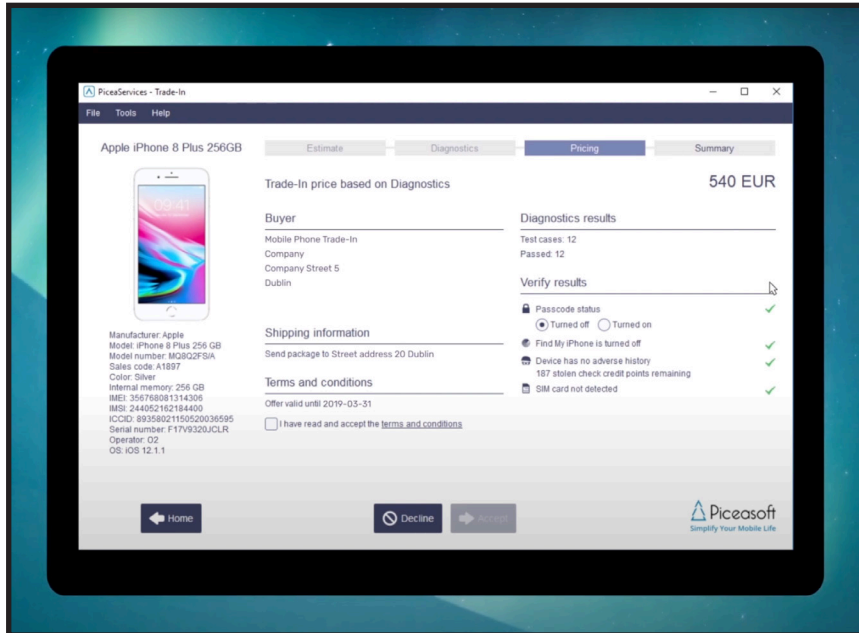 PiceaServices - Trade-In
File Tools Help
Apple iPhone 8 Plus 256GB
Estimate
Diagnostics
Pricing
Summary
09:41
Trade-In price based on Diagnostics
540 EUR
Buyer
Mobile Phone Trade-In
Company
Company Street 5
Dublin
Diagnostics results
Test cases: 12
Passed: 12
Verify results
Passcode status
Turned off
Turned on
Find My iPhone is turned off
Device has no adverse history
187 stolen check credit points remaining
SIM card not detected
Shipping information
Send package to Street address 20 Dublin
Terms and conditions
Offer valid until 2019-03-31
I have read and accept the terms and conditions
Manufacturer: Apple
Model: iPhone 8 Plus 256 GB
Model number: MQ8Q2FS/A
Sales code: A1897
Color: Silver
Internal memory: 256 GB
IMEI: 356768081314306
IMSI: 244052162184400
ICCID: 89358021150520036595
Serial number: F17V9320JCLR
Operator: O2
OS: iOS 12.1.1
Home
Decline
Accept
Piceasoft
Simplify Your Mobile Life